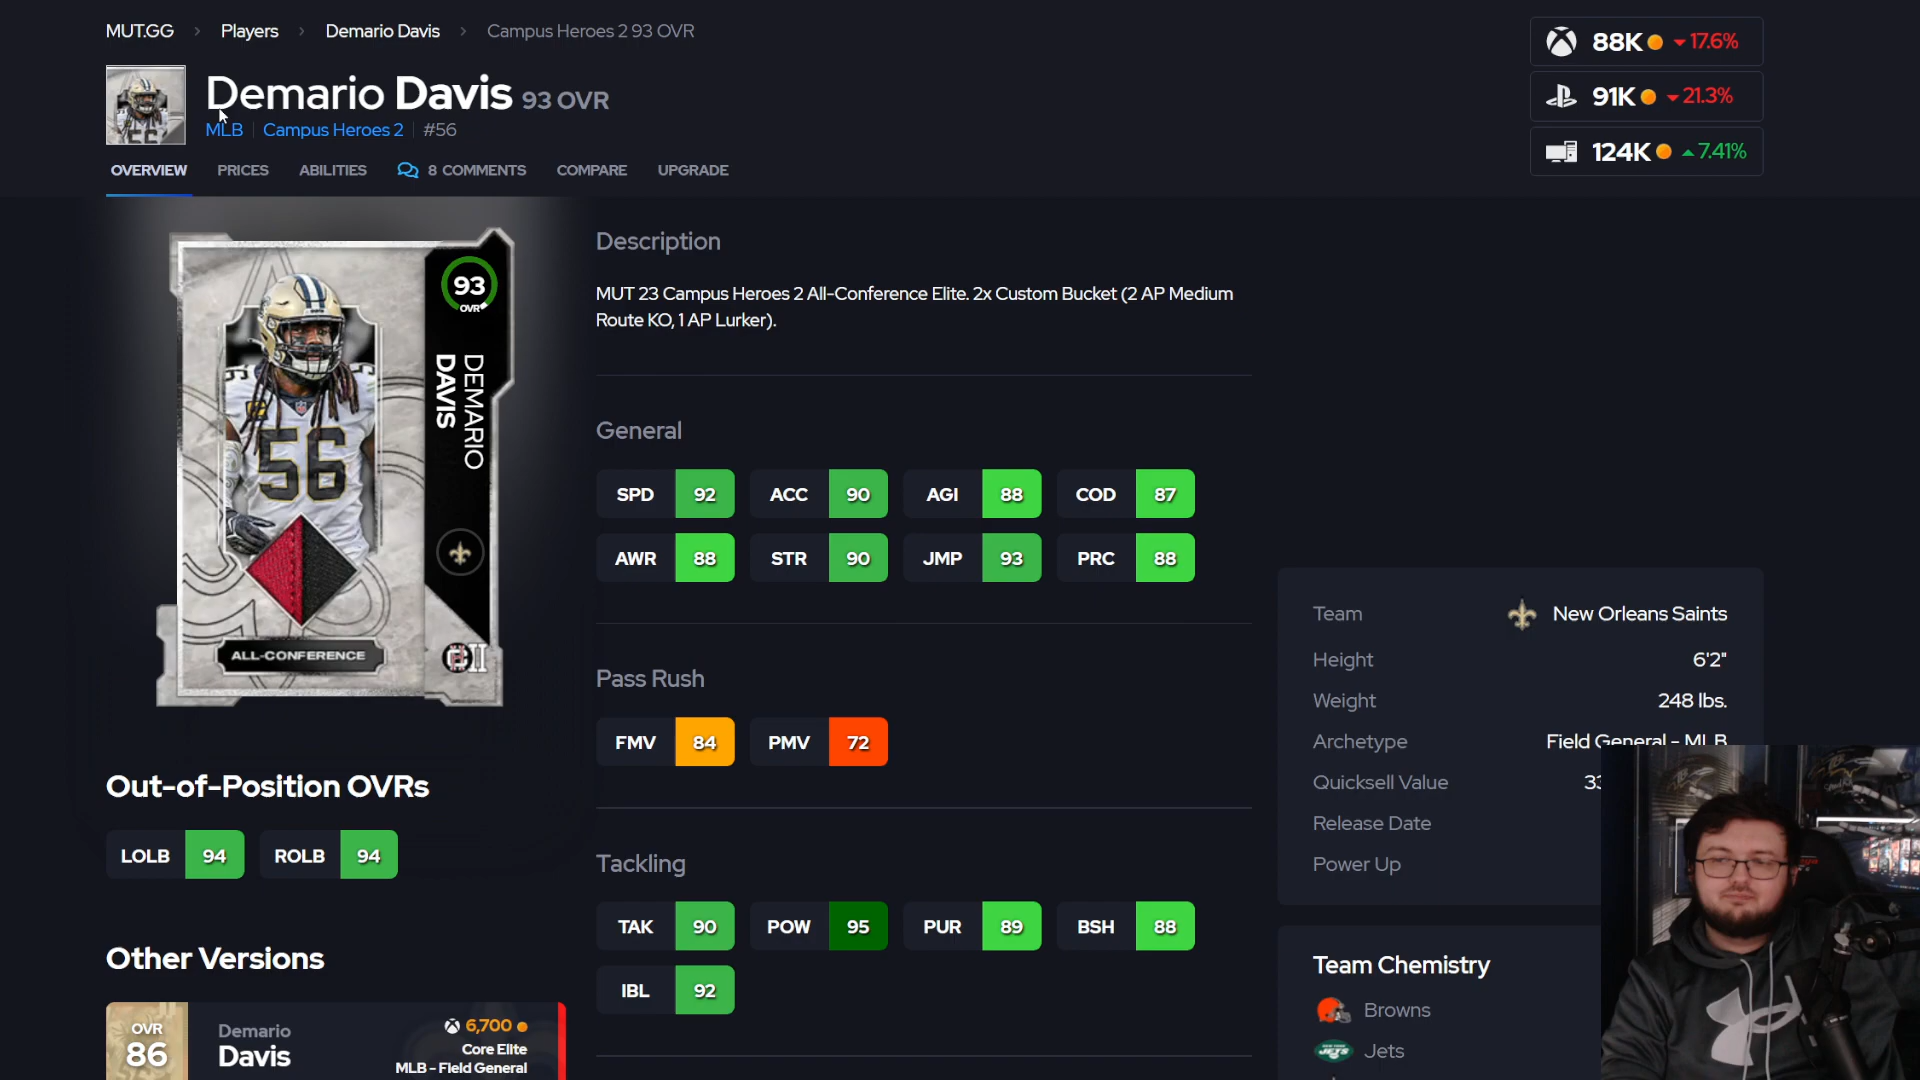 MUT.GG > Players > Demario Davis > Campus Heroes 2 93 OVR
Demario Davis 93 OVR
MLB Campus Heroes 2 #56
88K 17.6%
91K 21.3%
124K 7.41%
OVERVIEW PRICES ABILITIES 8 COMMENTS COMPARE UPGRADE
93
OVR
DEMARIO
DAVIS
56
ALL-CONFERENCE
Description
MUT 23 Campus Heroes 2 All-Conference Elite. 2x Custom Bucket (2 AP Medium
Route KO, 1 AP Lurker).
General
SPD 92 ACC 90 AGI 88 COD 87
AWR 88 STR 90 JMP 93 PRC 88
Pass Rush
FMV 84 PMV 72
Tackling
TAK 90 POW 95 PUR 89 BSH 88
IBL 92
Out-of-Position OVRs
LOLB 94 ROLB 94
Other Versions
OVR
86
Demario
Davis
6,700
Core Elite
MLB - Field General
Team New Orleans Saints
Height 6'2"
Weight 248 lbs.
Archetype Field General - MLB
Quicksell Value
Release Date
Power Up
Team Chemistry
Browns
Jets